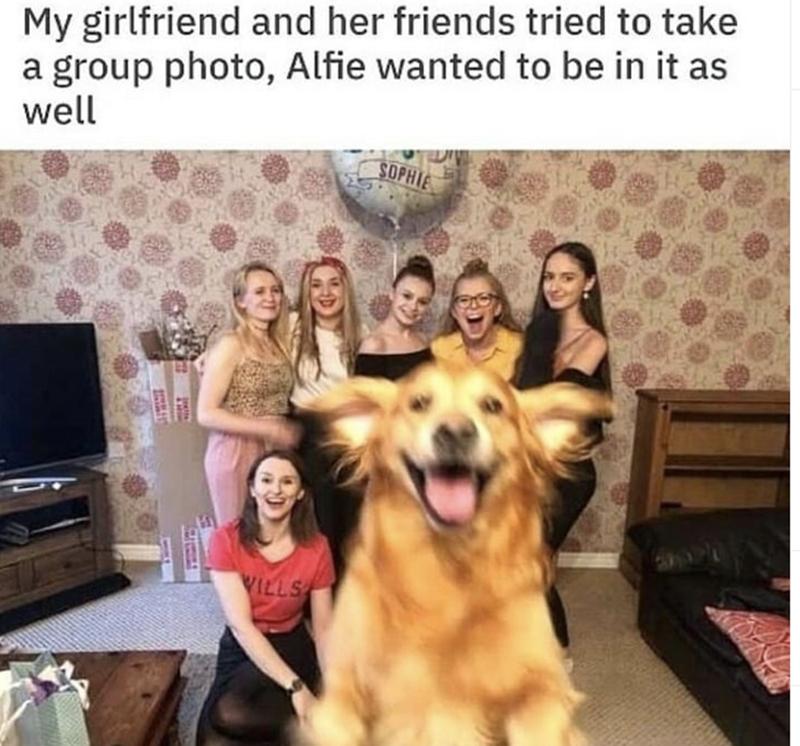 My girlfriend and her friends tried to take
a group photo, Alfie wanted to be in it as
well
SOPHIE
WILLS